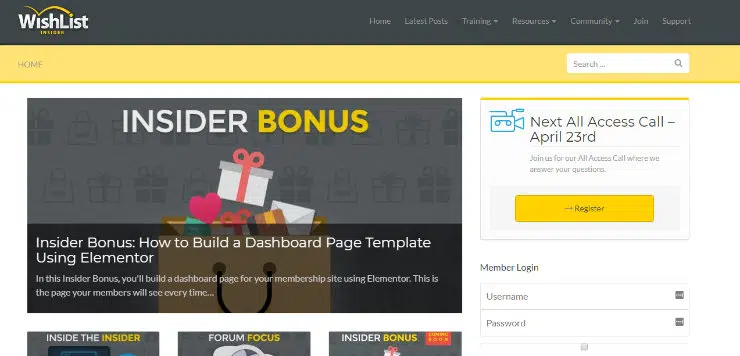 WishList
INSIDER
Home Latest Posts Training Resources Community Join Support
HOME
Search ...
INSIDER BONUS
Insider Bonus: How to Build a Dashboard Page Template
Using Elementor
In this Insider Bonus, you'll build a dashboard page for your membership site using Elementor. This is
the page your members will see every time...
Next All Access Call –
April 23rd
Join us for our All Access Call where we
answer your questions.
→ Register
Member Login
Username
Password
INSIDE THE INSIDER
FORUM FOCUS
INSIDER BONUS
COMING
SOON